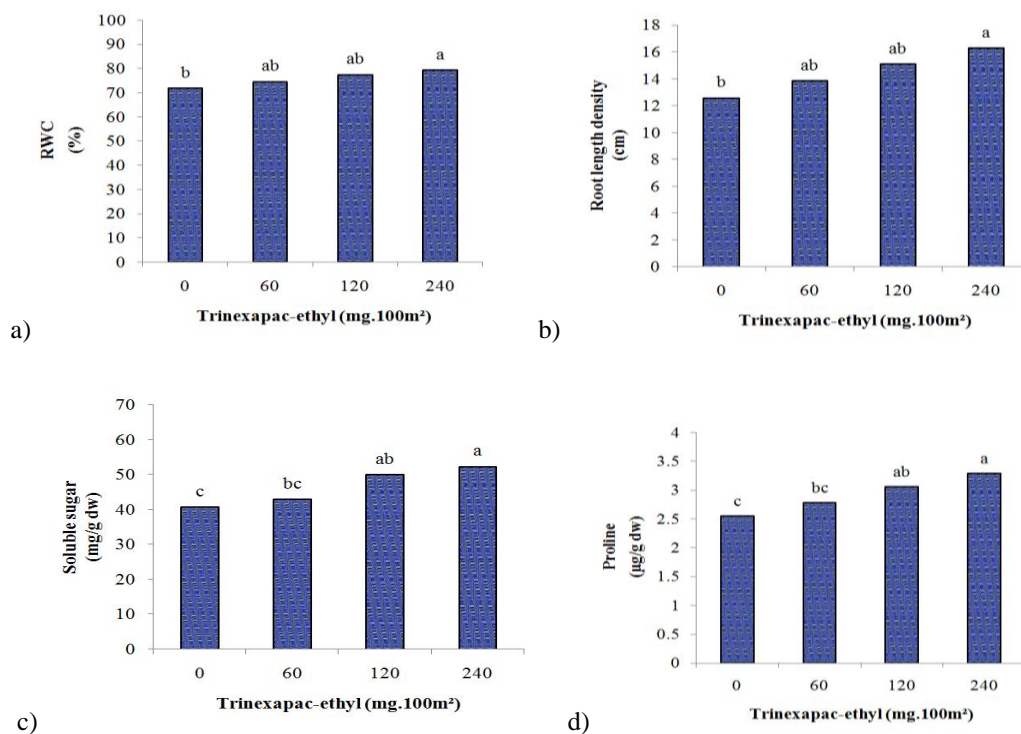 RWC
(%)
100
90
80
70
60
50
40
30
20
10
0
b
ab
ab
a
0
60
120
240
Trinexapac-ethyl (mg.100m²)
a)
Root length density
(cm)
18
16
14
12
10
8
6
4
2
0
b
ab
ab
a
0
60
120
240
Trinexapac-ethyl (mg.100m²)
b)
Soluble sugar
(mg/g dw)
70
60
50
40
30
20
10
0
c
bc
ab
a
0
60
120
240
Trinexapac-ethyl (mg.100m²)
c)
Proline
(µg/g dw)
4
3.5
3
2.5
2
1.5
1
0.5
0
c
bc
ab
a
0
60
120
240
Trinexapac-ethyl (mg.100m²)
d)